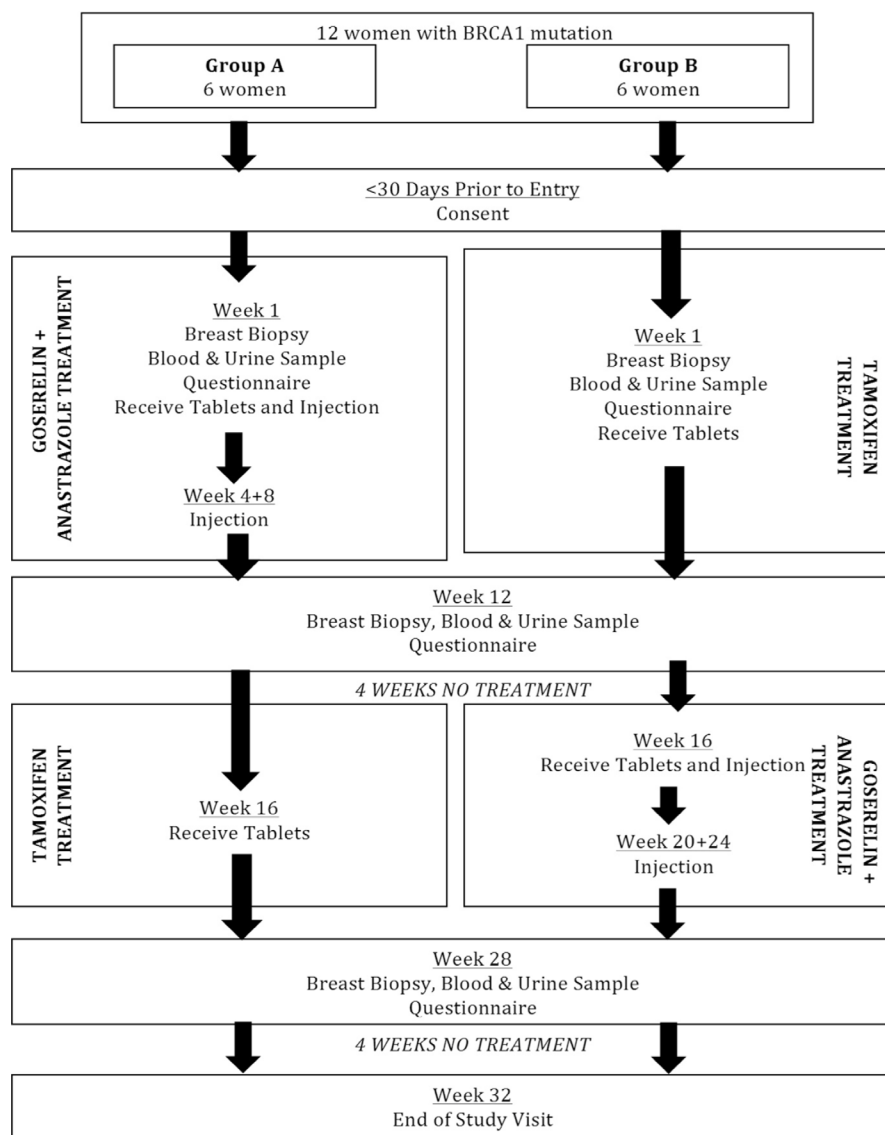 12 women with BRCA1 mutation
Group A
6 women
Group B
6 women
<30 Days Prior to Entry
Consent
GOSERELIN +
ANASTRAZOLE TREATMENT
Week 1
Breast Biopsy
Blood & Urine Sample
Questionnaire
Receive Tablets and Injection
Week 4+8
Injection
Week 1
Breast Biopsy
Blood & Urine Sample
Questionnaire
Receive Tablets
TAMOXIFEN
TREATMENT
Week 12
Breast Biopsy, Blood & Urine Sample
Questionnaire
4 WEEKS NO TREATMENT
TAMOXIFEN
TREATMENT
Week 16
Receive Tablets
Week 16
Receive Tablets and Injection
Week 20+24
Injection
GOSERELIN +
ANASTRAZOLE
TREATMENT
Week 28
Breast Biopsy, Blood & Urine Sample
Questionnaire
4 WEEKS NO TREATMENT
Week 32
End of Study Visit